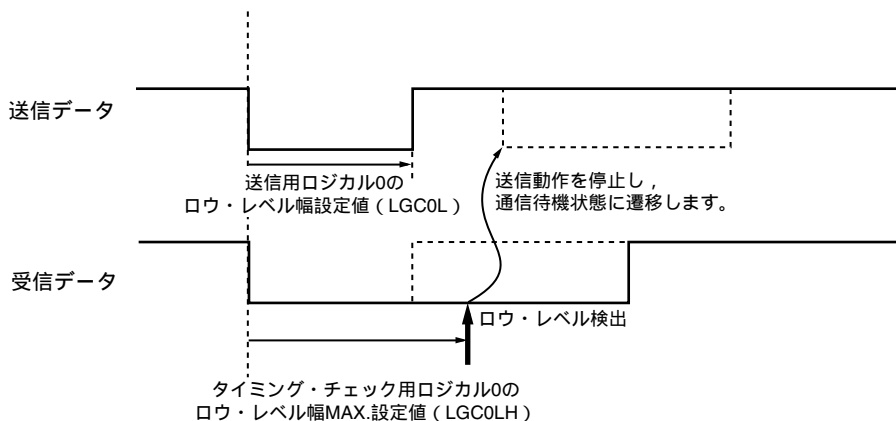 送信データ
送信用ロジカル0の
ロウ・レベル幅設定値(LGC0L)
送信動作を停止し,
通信待機状態に遷移します。
受信データ
ロウ・レベル検出
タイミング・チェック用ロジカル0の
ロウ・レベル幅MAX.設定値(LGC0LH)